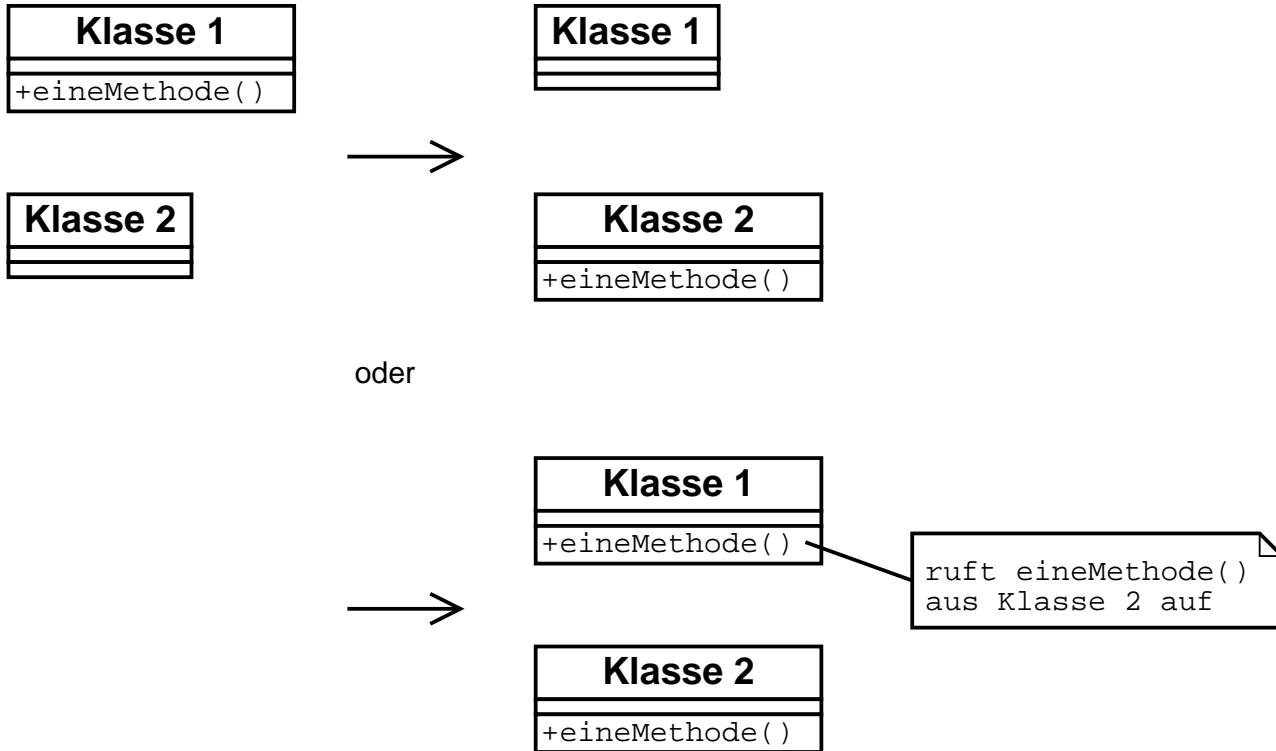 Klasse 1
+eineMethode()
Klasse 2
Klasse 1
Klasse 2
+eineMethode()
oder
Klasse 1
+eineMethode()
ruft eineMethode()
aus Klasse 2 auf
Klasse 2
+eineMethode()